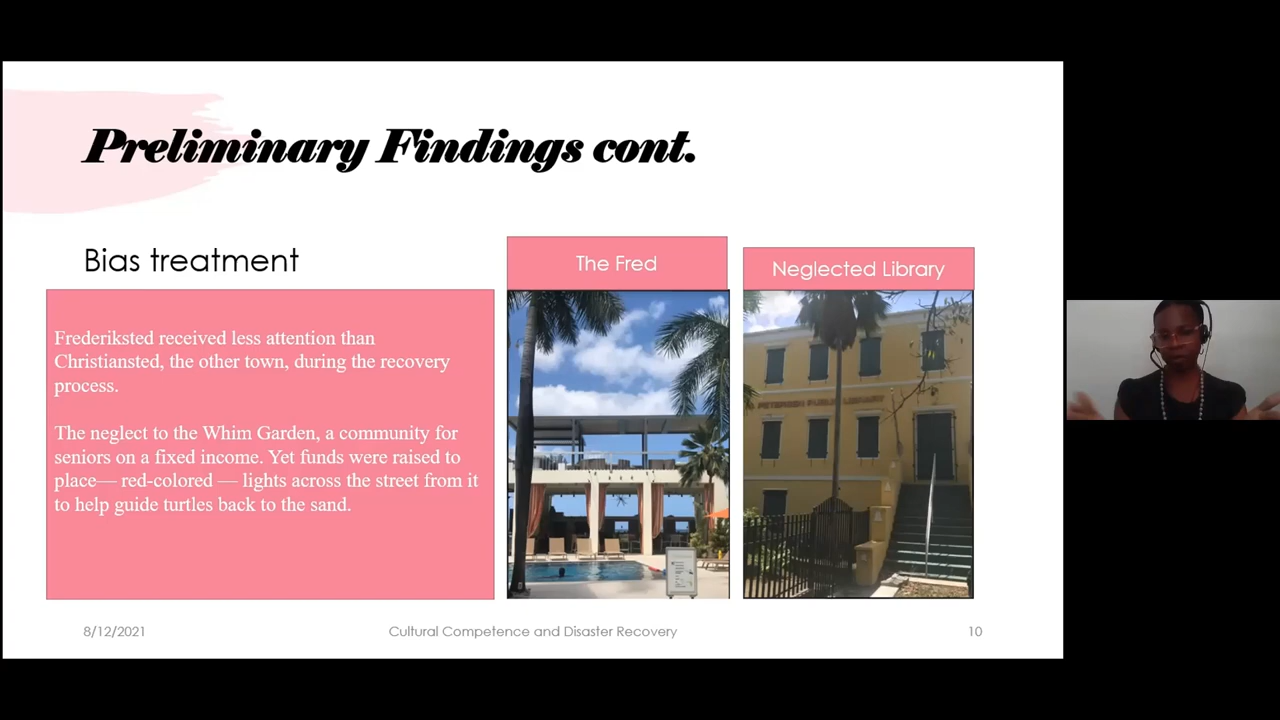 Preliminary Findings cont.
Bias treatment
Frederiksted received less attention than
Christiansted, the other town, during the recovery
process.
The neglect to the Whim Garden, a community for
seniors on a fixed income. Yet funds were raised to
place— red-colored — lights across the street from it
to help guide turtles back to the sand.
The Fred
Neglected Library
PETERSEN PUBLIC LIBRARY
8/12/2021
Cultural Competence and Disaster Recovery
10